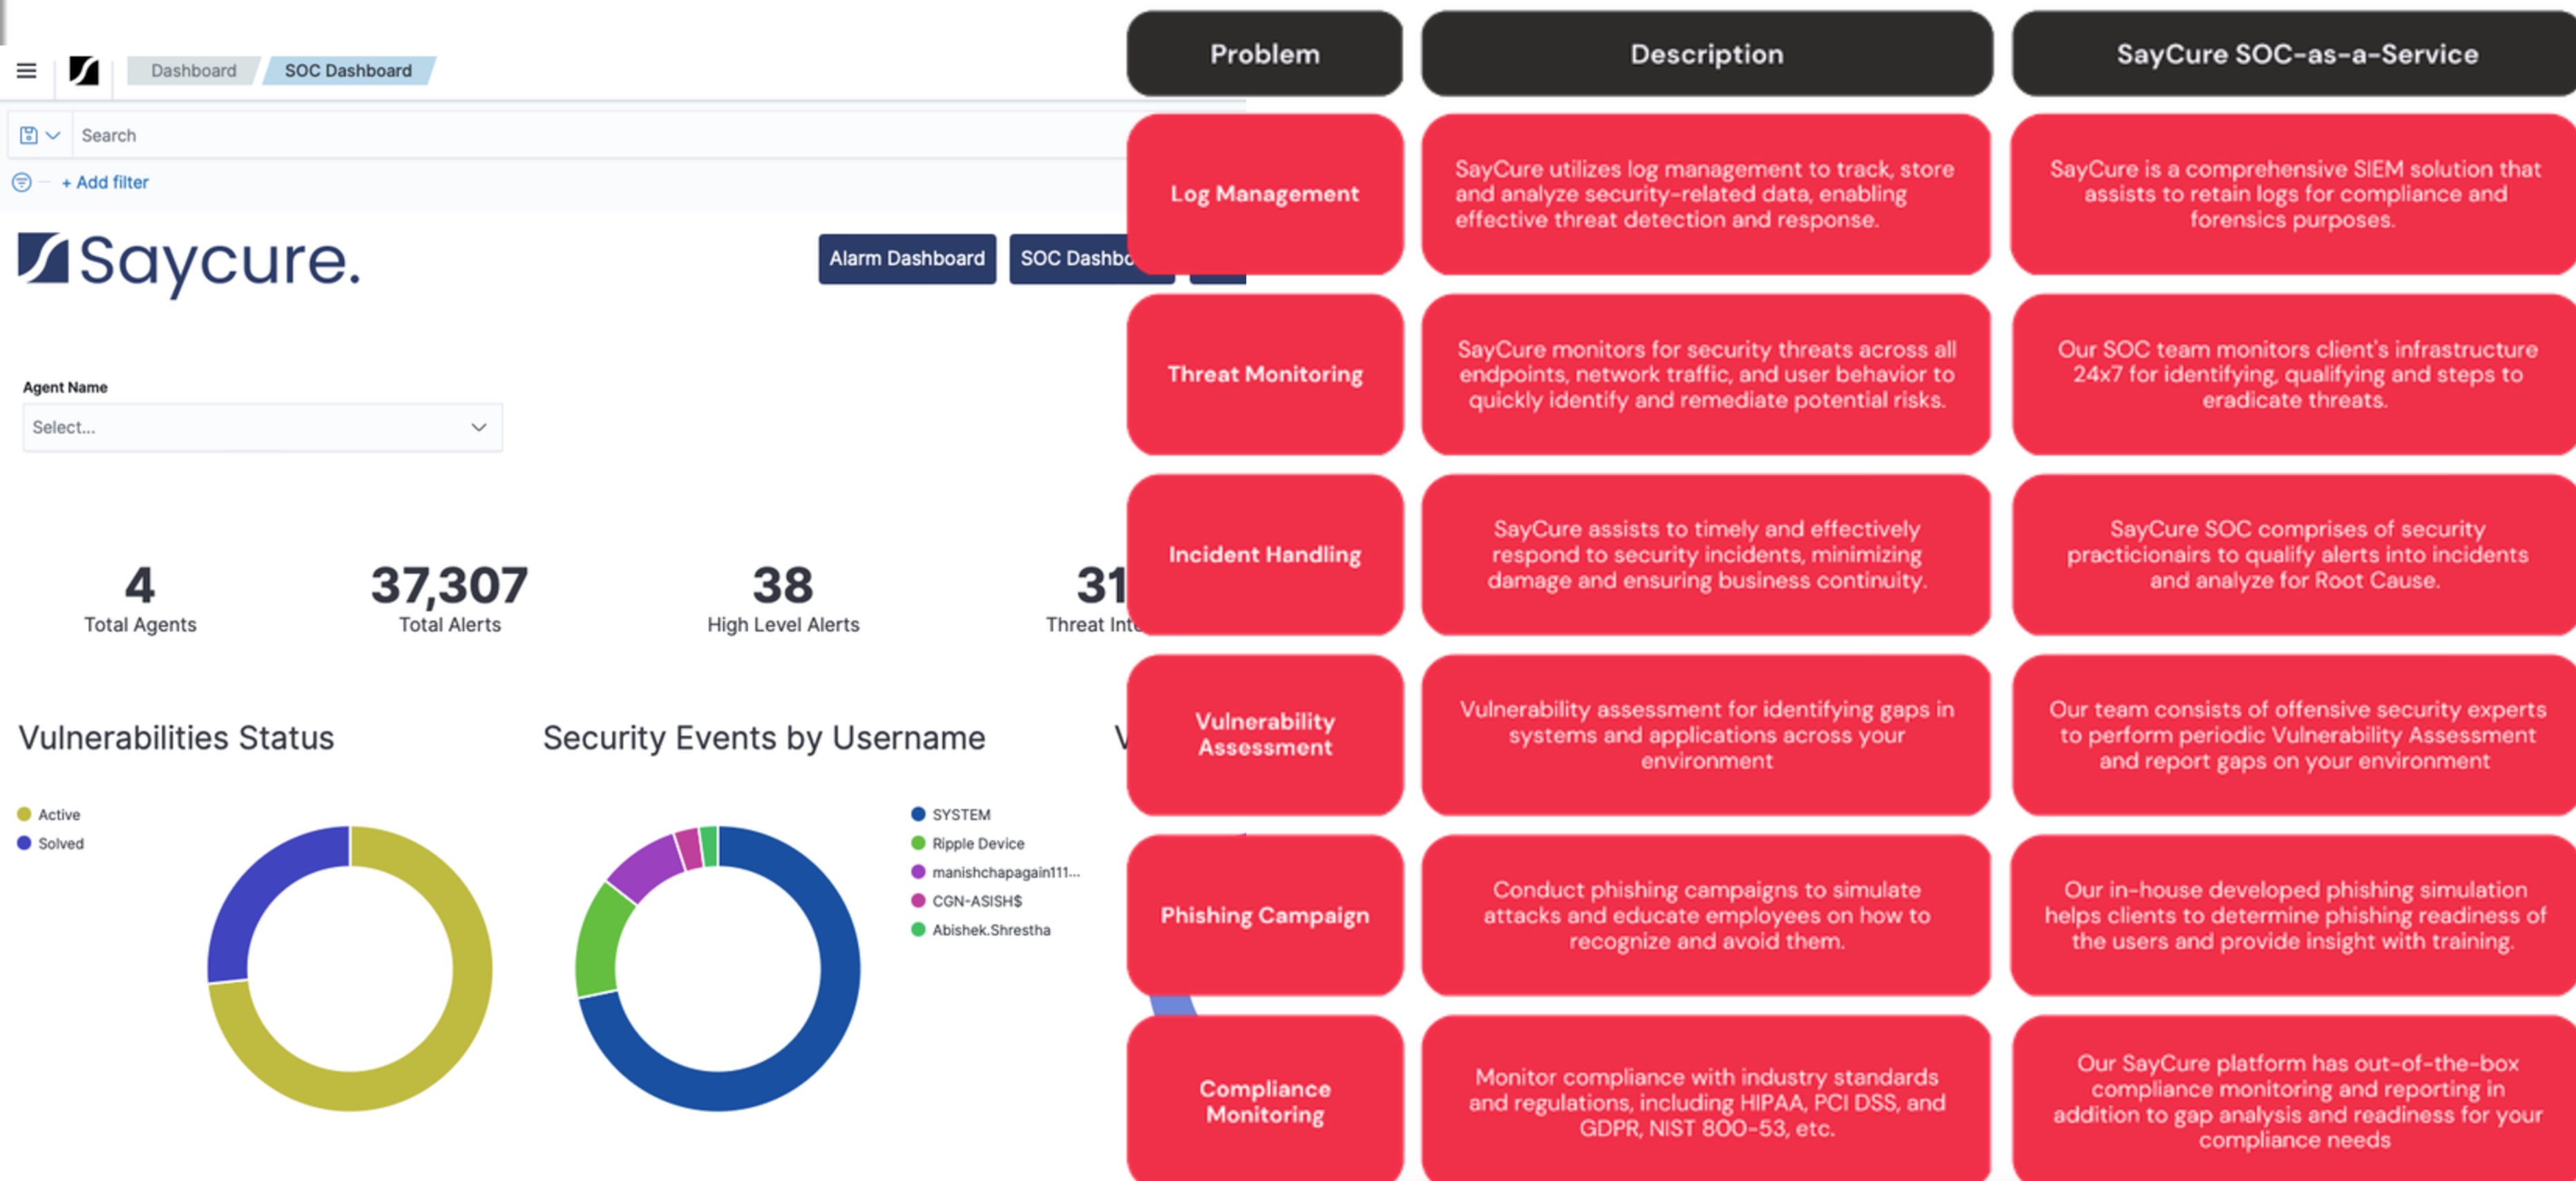 Dashboard
SOC Dashboard
Search
+ Add filter
Saycure.
Alarm Dashboard
SOC
Agent Name
Select...
4
Total Agents
37,307
Total Alerts
38
High Level Alerts
31
Threat
Vulnerabilities Status
Active
Solved
Security Events by Username
SYSTEM
Ripple Device
manishchapagain111...
CGN-ASISH$
Abishek.Shrestha
Problem
Description
SayCure SOC-as-a-Service
Log Management
SayCure utilizes log management to track, store
and analyze security-related data, enabling
effective threat detection and response.
SayCure is a comprehensive SIEM solution that
assists to retain logs for compliance and
forensics purposes.
Threat Monitoring
SayCure monitors for security threats across all
endpoints, network traffic, and user behavior to
quickly identify and remediate potential risks.
Our SOC team monitors client's infrastructure
24x7 for identifying, qualifying and steps to
eradicate threats.
Incident Handling
SayCure assists to timely and effectively
respond to security incidents, minimizing
damage and ensuring business continuity.
SayCure SOC comprises of security
practicionairs to qualify alerts into incidents
and analyze for Root Cause.
Vulnerability
Assessment
Vulnerability assessment for identifying gaps in
systems and applications across your
environment
Our team consists of offensive security experts
to perform periodic Vulnerability Assessment
and report gaps on your environment
Phishing Campaign
Conduct phishing campaigns to simulate
attacks and educate employees on how to
recognize and avoid them.
Our in-house developed phishing simulation
helps clients to determine phishing readiness of
the users and provide insight with training.
Compliance
Monitoring
Monitor compliance with industry standards
and regulations, including HIPAA, PCI DSS, and
GDPR, NIST 800-53, etc.
Our SayCure platform has out-of-the-box
compliance monitoring and reporting in
addition to gap analysis and readiness for your
compliance needs